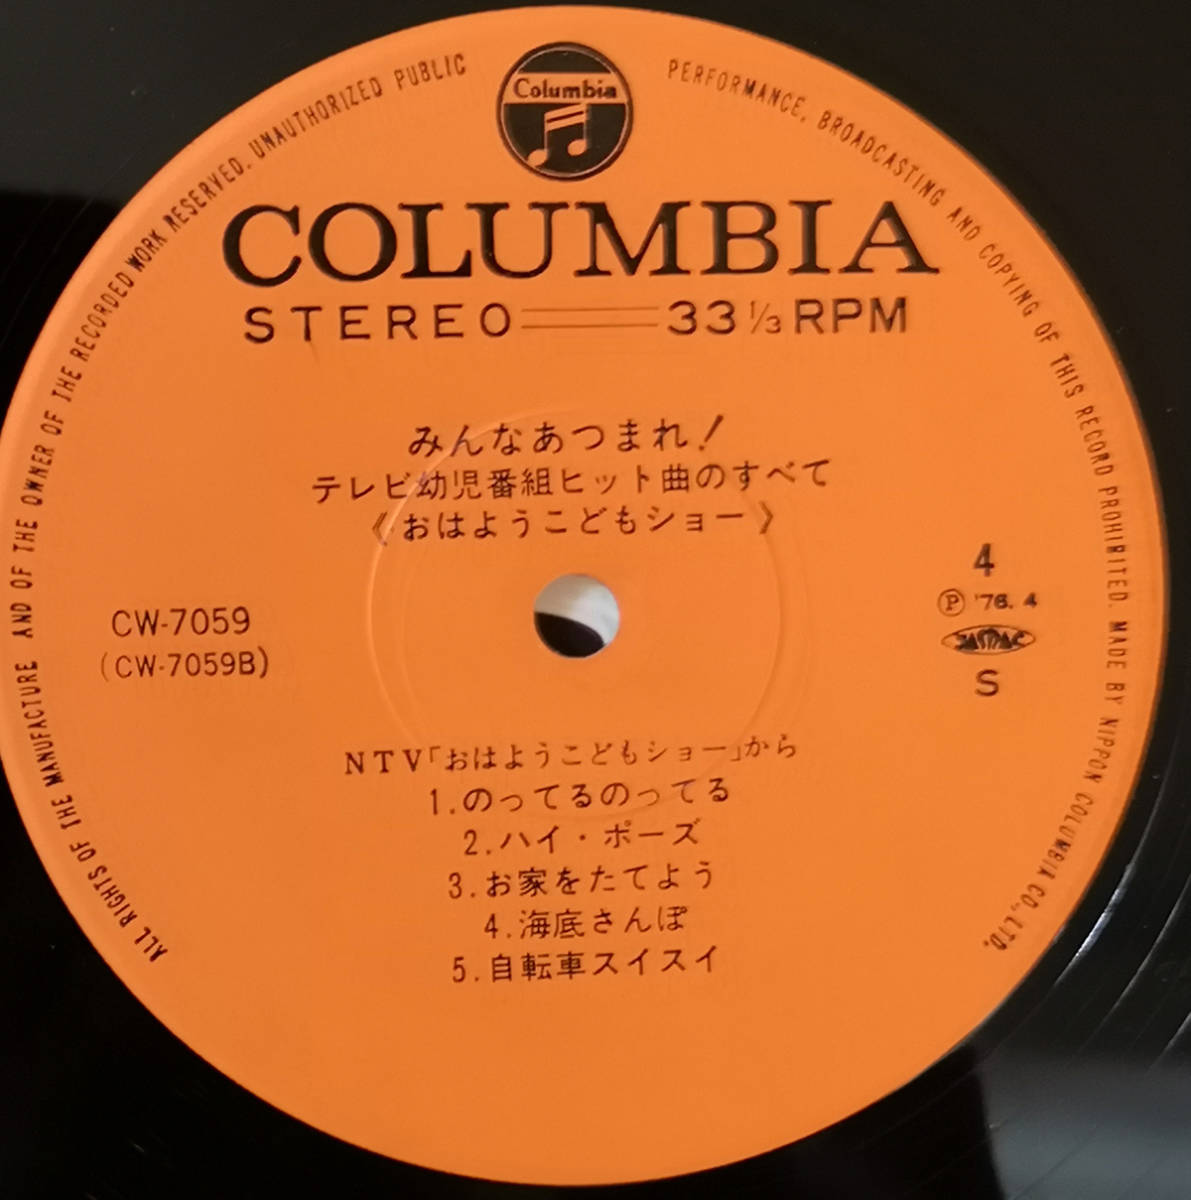 Columbia
COLUMBIA
STEREO 33 1/3 RPM
みんなあつまれ!
テレビ幼児番組ヒット曲のすべて
《おはようこどもショー》
4
Ⓟ '76. 4
JASRAC
S
CW-7059
(CW-7059B)
NTV「おはようこどもショー」から
1.のってるのってる
2.ハイ・ポーズ
3.お家をたてよう
4.海底さんぽ
5.自転車スイスイ
ALL RIGHTS OF THE MANUFACTURE AND OF THE OWNER OF THE RECORDED WORK RESERVED. UNAUTHORIZED PUBLIC PERFORMANCE, BROADCASTING AND COPYING OF THIS RECORD PROHIBITED. MADE BY NIPPON COLUMBIA CO., LTD.